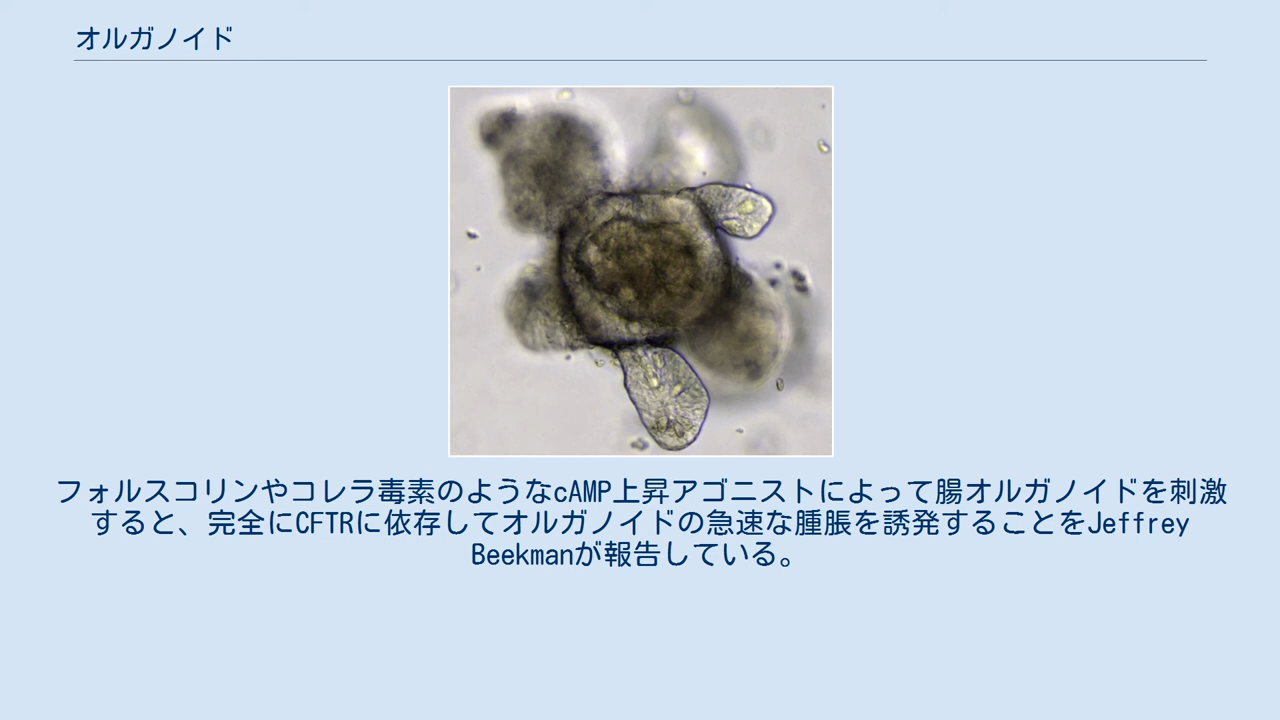 オルガノイド
フォルスコリンやコレラ毒素のようなcAMP上昇アゴニストによって腸オルガノイドを刺激
すると、完全にCFTRに依存してオルガノイドの急速な腫脹を誘発することをJeffrey
Beekmanが報告している。